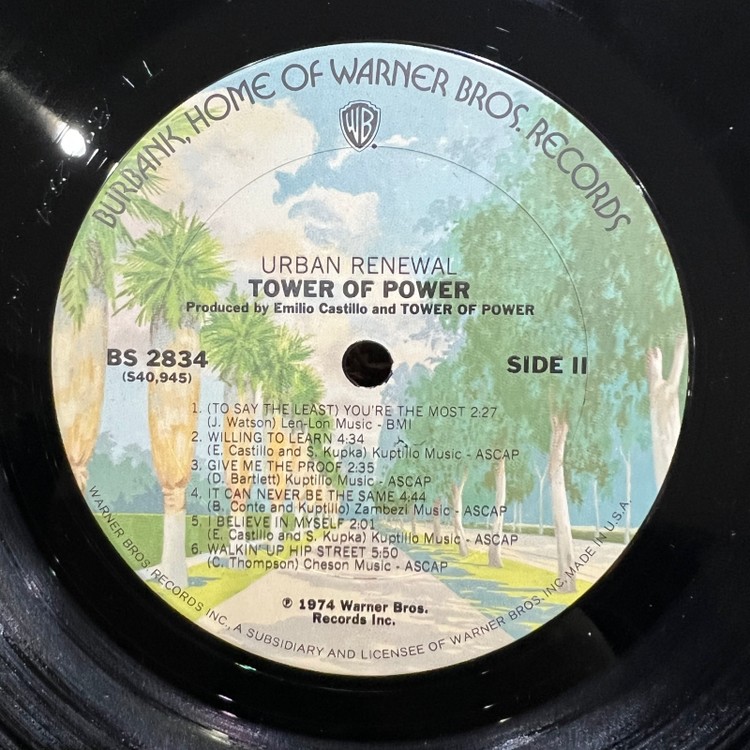 BURBANK, HOME OF WARNER BROS. RECORDS
WB
URBAN RENEWAL
TOWER OF POWER
Produced by Emilio Castillo and TOWER OF POWER
BS 2834
(S40,945)
SIDE II
1. (TO SAY THE LEAST) YOU'RE THE MOST 2:27
(J. Watson) Len-Lon Music - BMI
2. WILLING TO LEARN 4:34
(E. Castillo and S. Kupka) Kuptillo Music - ASCAP
3. GIVE ME THE PROOF 2:35
(D. Bartlett) Kuptillo Music - ASCAP
4. IT CAN NEVER BE THE SAME 4:44
(B. Conte and Kuptillo) Zambezi Music - ASCAP
5. I BELIEVE IN MYSELF 2:01
(E. Castillo and S. Kupka) Kuptillo Music - ASCAP
6. WALKIN' UP HIP STREET 5:50
(C. Thompson) Cheson Music - ASCAP
℗ 1974 Warner Bros.
Records Inc.
WARNER BROS. RECORDS INC., A SUBSIDIARY AND LICENSEE OF WARNER BROS. INC. MADE IN U.S.A.